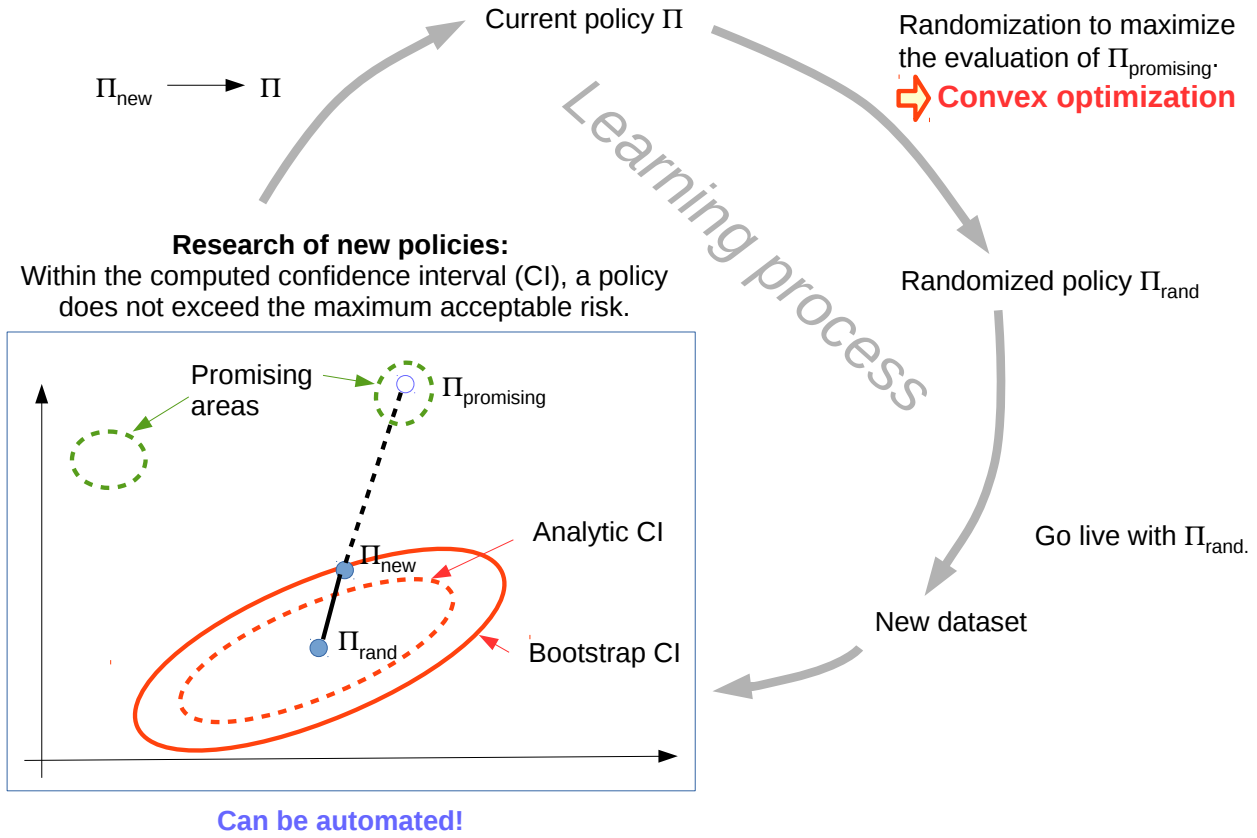 Current policy Π
Randomization to maximize
the evaluation of Πpromising.
Convex optimization
Πnew Π
Learning process
Research of new policies:
Within the computed confidence interval (CI), a policy
does not exceed the maximum acceptable risk.
Randomized policy Πrand
Promising
areas
Πpromising
Analytic CI
Πnew
Go live with Πrand.
New dataset
Πrand
Bootstrap CI
Can be automated!